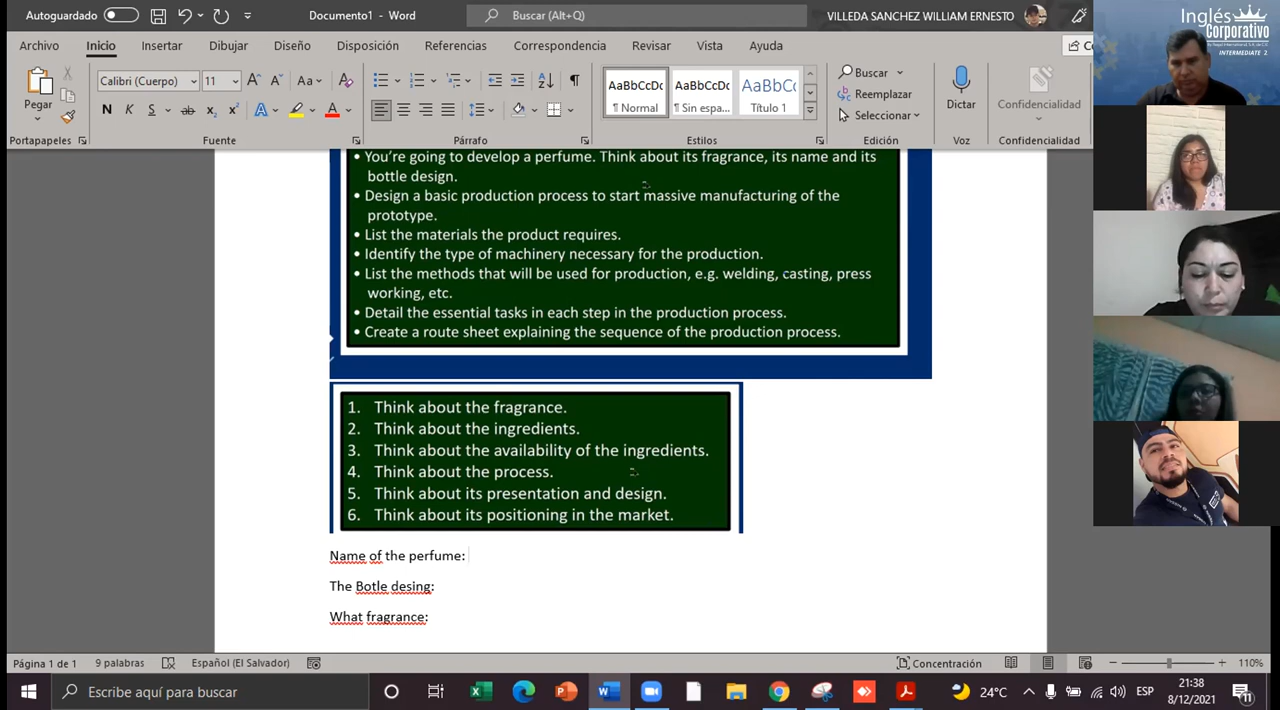 Autoguardado
Documento1 - Word
Buscar (Alt+Q)
VILLEDA SANCHEZ WILLIAM ERNESTO
Archivo
Inicio
Insertar
Dibujar
Diseño
Disposición
Referencias
Correspondencia
Revisar
Vista
Ayuda
Pegar
Calibri (Cuerpo)
11
Aa
N K S ab x₂ x² A A
AaBbCcDc
AaBbCcDc
AaBbCc
¶ Normal
¶ Sin espa...
Título 1
Buscar
Reemplazar
Seleccionar
Dictar
Confidencialidad
Portapapeles
Fuente
Párrafo
Estilos
Edición
Voz
Confidencialidad
• You're going to develop a perfume. Think about its fragrance, its name and its
bottle design.
• Design a basic production process to start massive manufacturing of the
prototype.
• List the materials the product requires.
• Identify the type of machinery necessary for the production.
• List the methods that will be used for production, e.g. welding, casting, press
working, etc.
• Detail the essential tasks in each step in the production process.
• Create a route sheet explaining the sequence of the production process.
1. Think about the fragrance.
2. Think about the ingredients.
3. Think about the availability of the ingredients.
4. Think about the process.
5. Think about its presentation and design.
6. Think about its positioning in the market.
Name of the perfume:
The Botle desing:
What fragrance:
Página 1 de 1
9 palabras
Español (El Salvador)
Concentración
110%
Escribe aquí para buscar
24°C
ESP
21:38
8/12/2021
11
Inglés
Corporativo
INTERMEDIATE 2